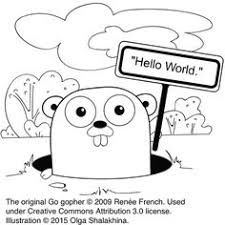 "Hello World."
The original Go gopher © 2009 Renée French. Used
under Creative Commons Attribution 3.0 license.
Illustration © 2015 Olga Shalakhina.